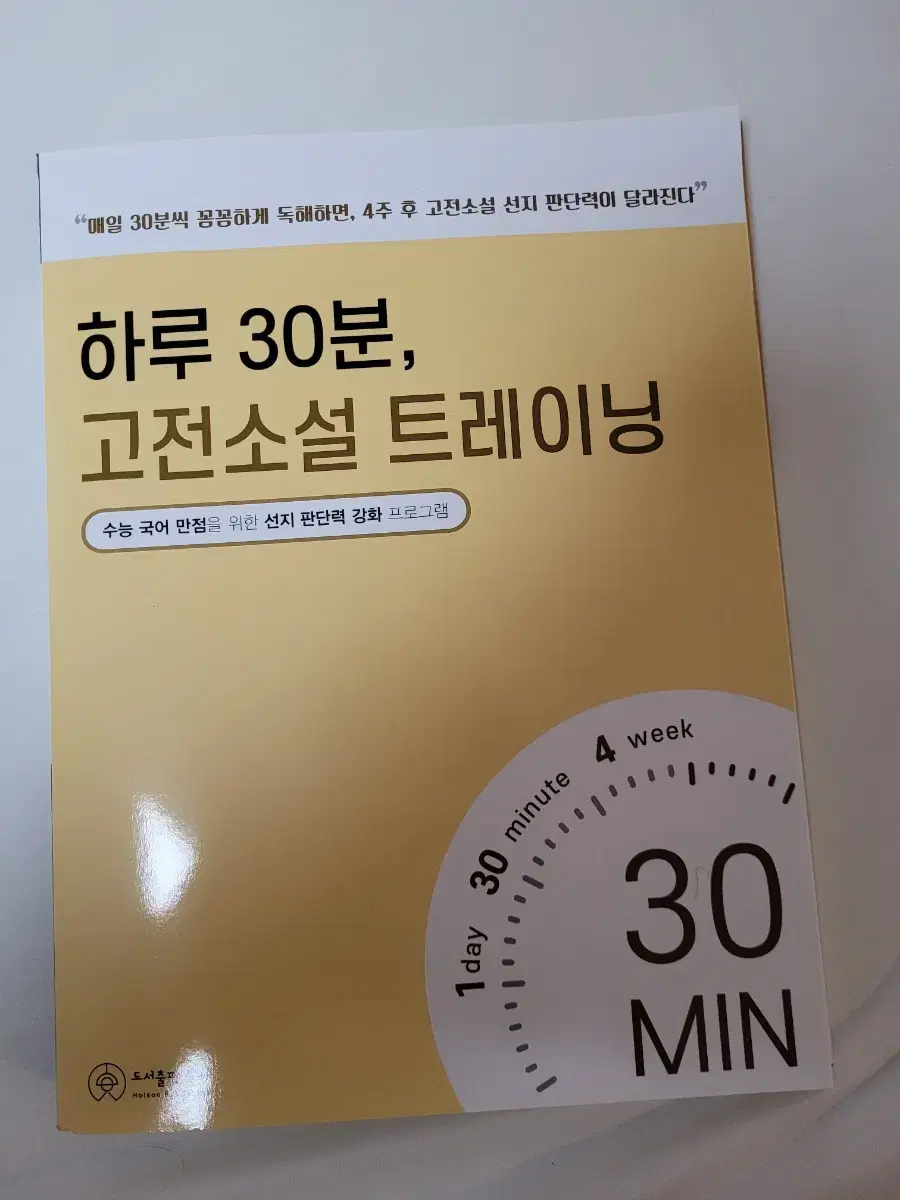 “매일 30분씩 꼼꼼하게 독해하면, 4주 후 고전소설 선지 판단력이 달라진다”
하루 30분,
고전소설 트레이닝
수능 국어 만점을 위한 선지 판단력 강화 프로그램
1day 30 minute 4 week
30
MIN